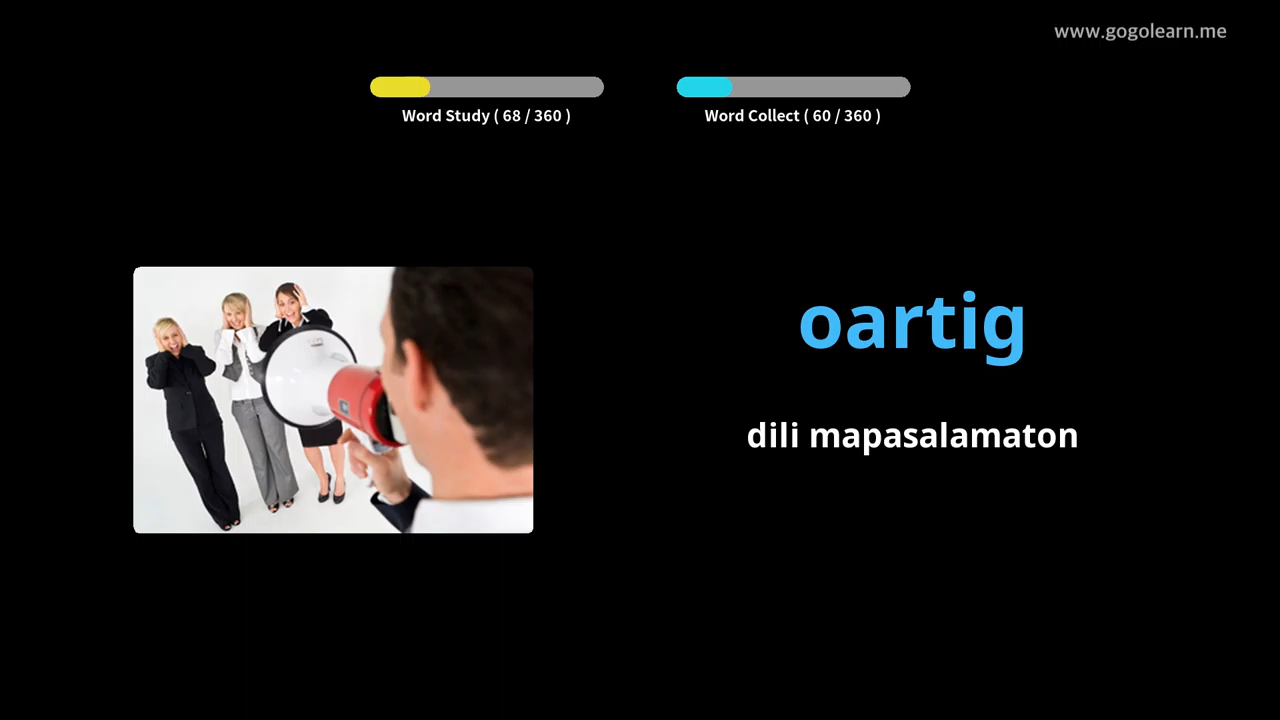 www.gogolearn.me
Word Study ( 68 / 360 )
Word Collect ( 60 / 360 )
oartig
dili mapasalamaton